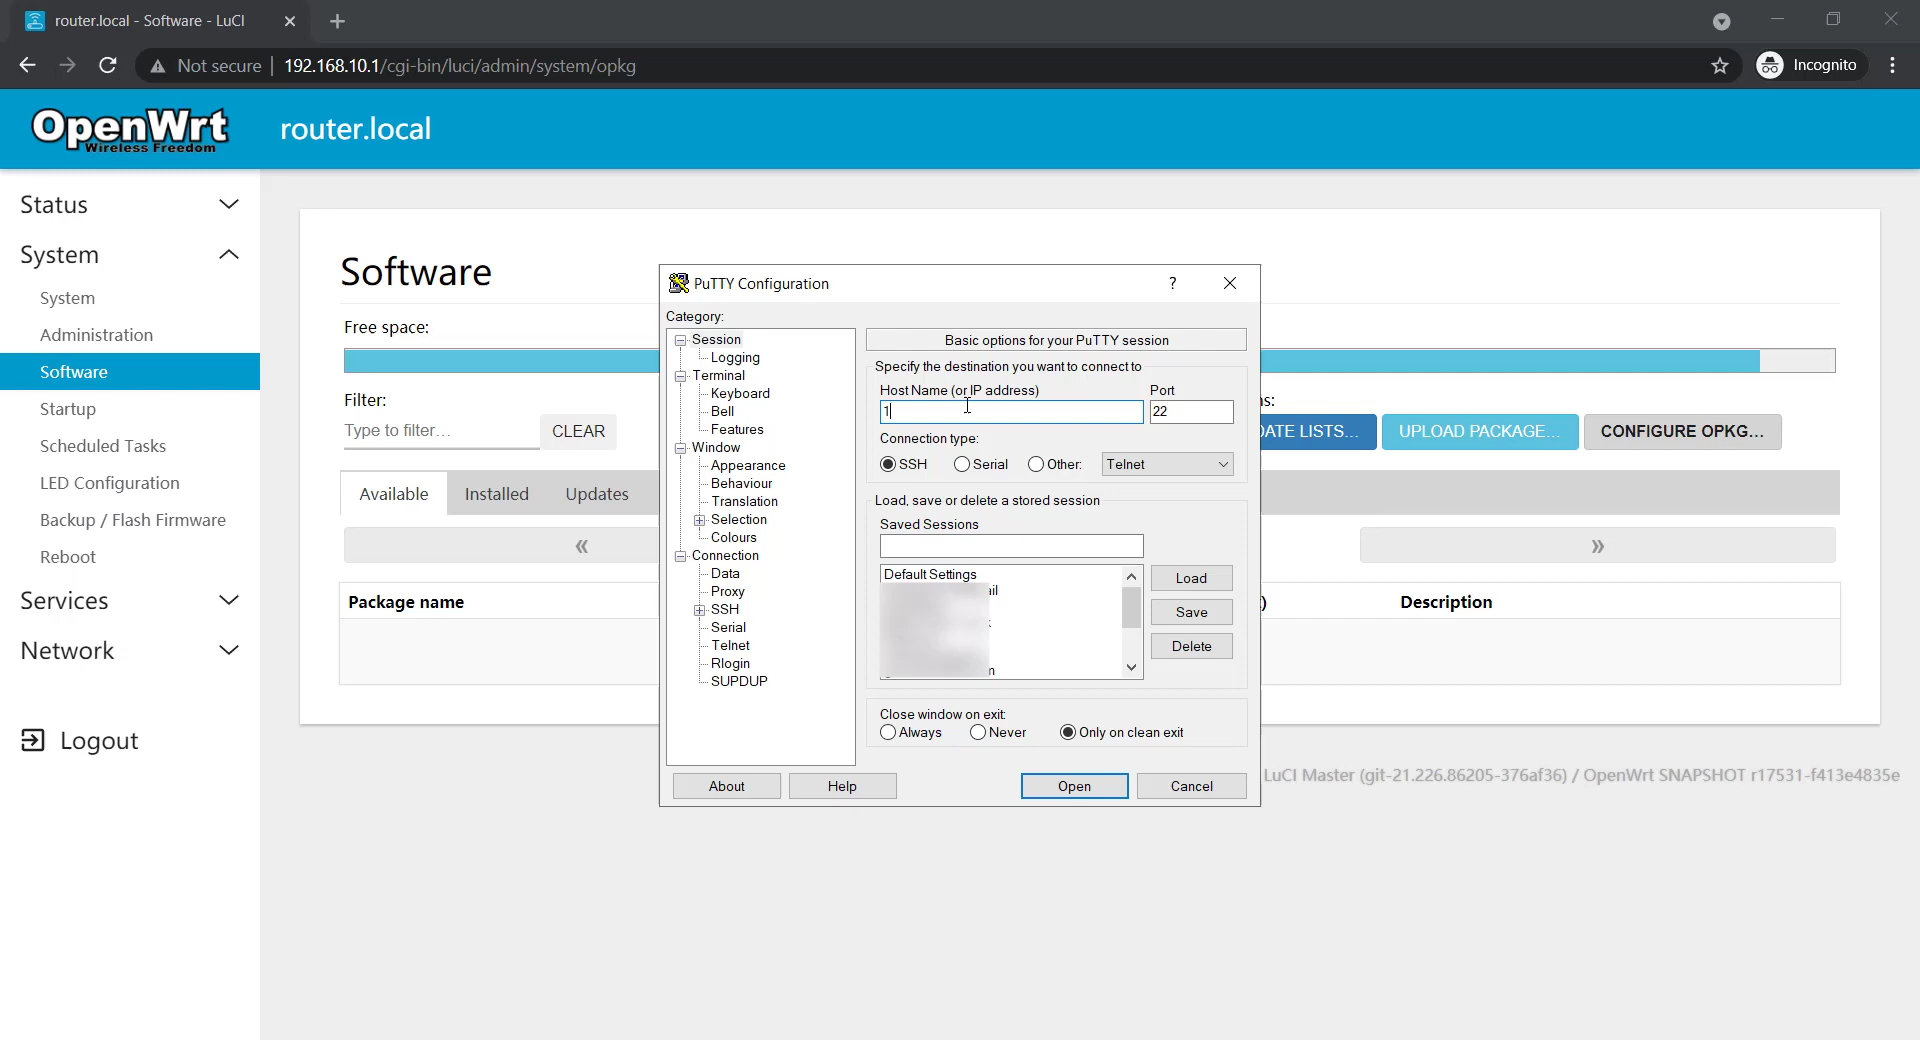 router.local - Software - LuCI
Not secure | 192.168.10.1/cgi-bin/luci/admin/system/opkg
Incognito
OpenWrt
Wireless Freedom
router.local
Status
System
System
Administration
Software
Startup
Scheduled Tasks
LED Configuration
Backup / Flash Firmware
Reboot
Services
Network
Logout
Software
Free space:
Filter:
Type to filter...
CLEAR
Available
Installed
Updates
«
Package name
s:
DATE LISTS...
UPLOAD PACKAGE...
CONFIGURE OPKG...
»
)
Description
PuTTY Configuration
?
Category:
Session
Logging
Terminal
Keyboard
Bell
Features
Window
Appearance
Behaviour
Translation
Selection
Colours
Connection
Data
Proxy
SSH
Serial
Telnet
Rlogin
SUPDUP
Basic options for your PuTTY session
Specify the destination you want to connect to
Host Name (or IP address)
Port
1
22
Connection type:
SSH
Serial
Other:
Telnet
Load, save or delete a stored session
Saved Sessions
Default Settings
ail
Load
Save
Delete
Close window on exit:
Always
Never
Only on clean exit
About
Help
Open
Cancel
LuCI Master (git-21.226.86205-376af36) / OpenWrt SNAPSHOT r17531-f413e4835e